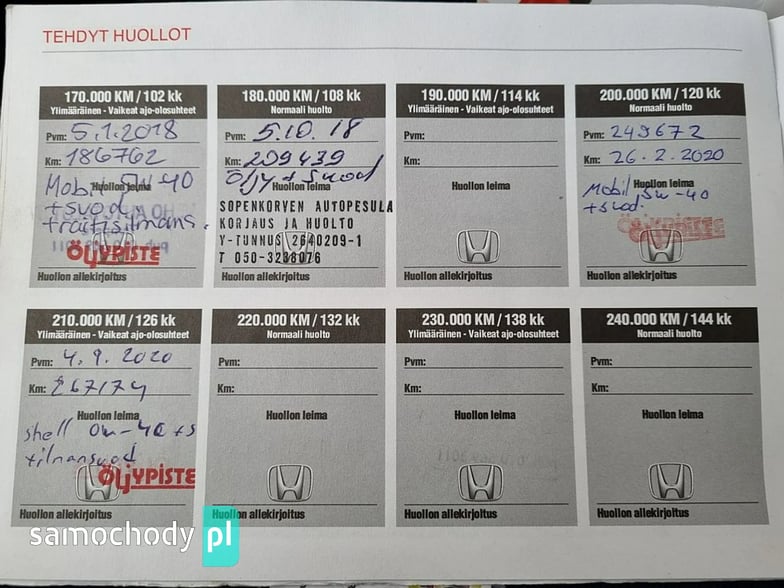 TEHDYT HUOLLOT
170.000 KM / 102 kk
Ylimääräinen - Vaikeat ajo-olosuhteet
Pvm: 5.1.2018
Km: 186762
Huollon leima
Mobil 5W-40
+ suod.
+ raitisilmans.
ÖLJYPISTE
Huollon allekirjoitus
180.000 KM / 108 kk
Normaali huolto
Pvm: 5.10.18
Km: 209439
Huollon leima
Öljy + Suod
SOPENKORVEN AUTOPESULA
KORJAUS JA HUOLTO
Y-TUNNUS 2640209-1
T 050-3238076
Huollon allekirjoitus
190.000 KM / 114 kk
Ylimääräinen - Vaikeat ajo-olosuhteet
Pvm:
Km:
Huollon leima
Huollon allekirjoitus
200.000 KM / 120 kk
Normaali huolto
Pvm: 249672
Km: 26.2.2020
Huollon leima
Mobil 5w-40
+ suod.
ÖLJYPISTE
Huollon allekirjoitus
210.000 KM / 126 kk
Ylimääräinen - Vaikeat ajo-olosuhteet
Pvm: 4.9.2020
Km: 267174
Huollon leima
Shell 0w-40 + s
+ ilmansuod
ÖLJYPISTE
Huollon allekirjoitus
220.000 KM / 132 kk
Normaali huolto
Pvm:
Km:
Huollon leima
Huollon allekirjoitus
230.000 KM / 138 kk
Ylimääräinen - Vaikeat ajo-olosuhteet
Pvm:
Km:
Huollon leima
Huollon allekirjoitus
240.000 KM / 144 kk
Normaali huolto
Pvm:
Km:
Huollon leima
Huollon allekirjoitus
samochody pl